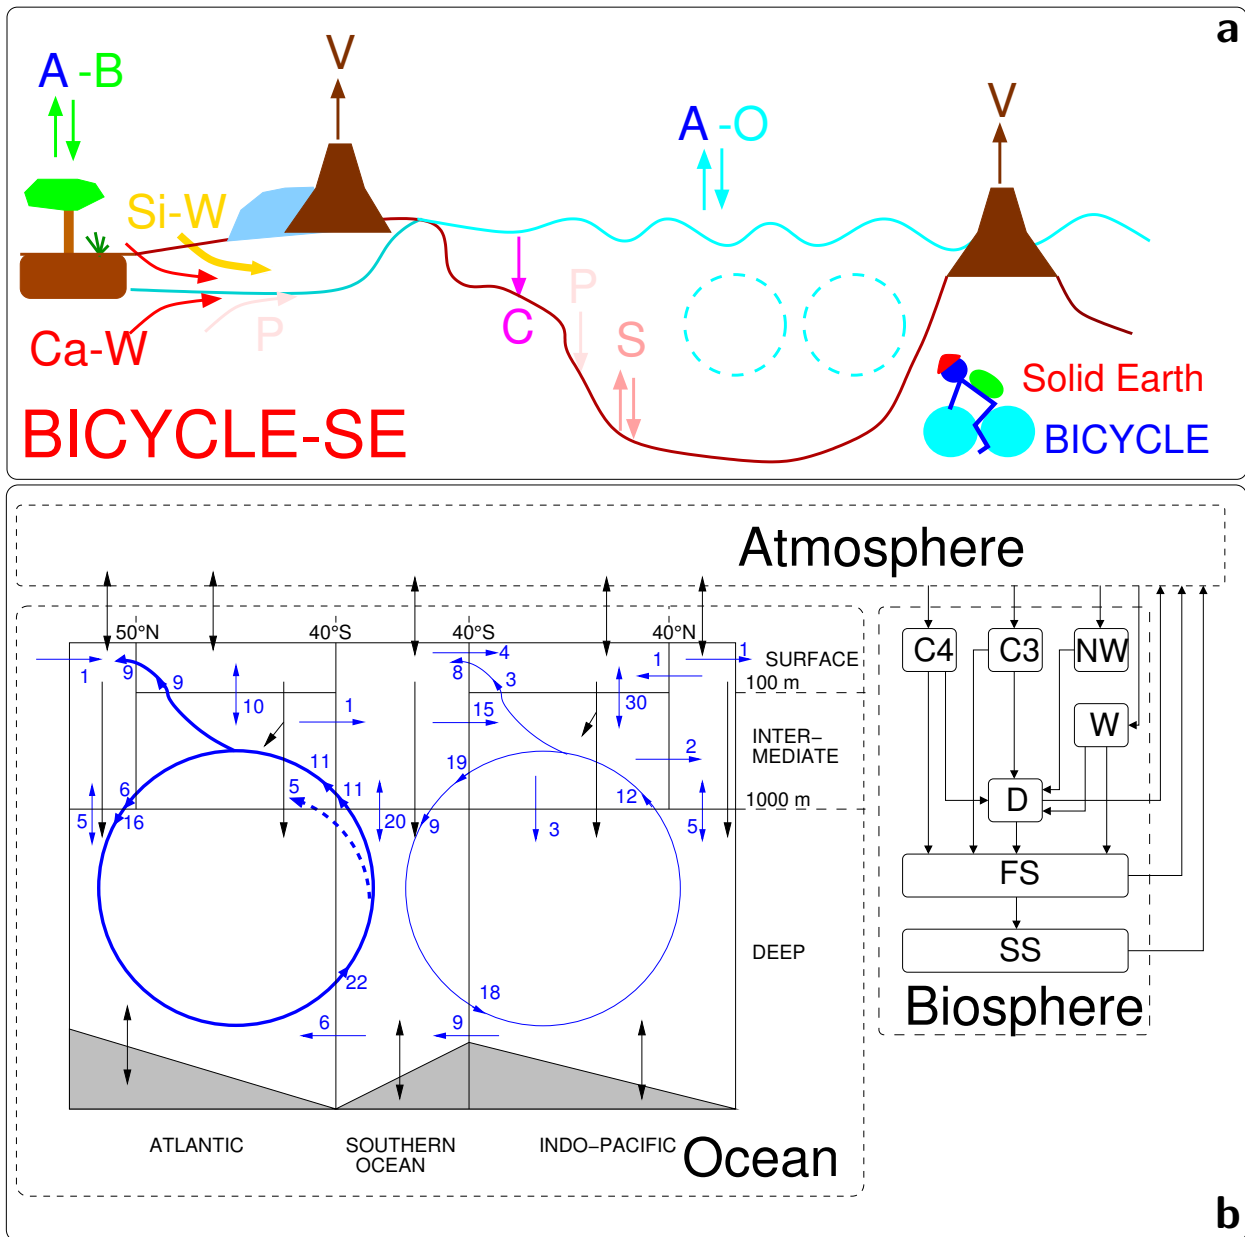 a
V
A -B
V
A -O
Si-W
P
P
C
S
Ca-W
Solid Earth
BICYCLE-SE
BICYCLE
Atmosphere
50°N
40°S
40°S
40°N
4
1
1
SURFACE
1
9
9
8
3
100 m
10
1
15
30
INTER-
MEDIATE
2
11
19
5
11
12
1000 m
6
5
16
20
9
3
5
DEEP
22
18
6
9
ATLANTIC
SOUTHERN
OCEAN
INDO-PACIFIC
Ocean
C4
C3
NW
W
D
FS
SS
Biosphere
b